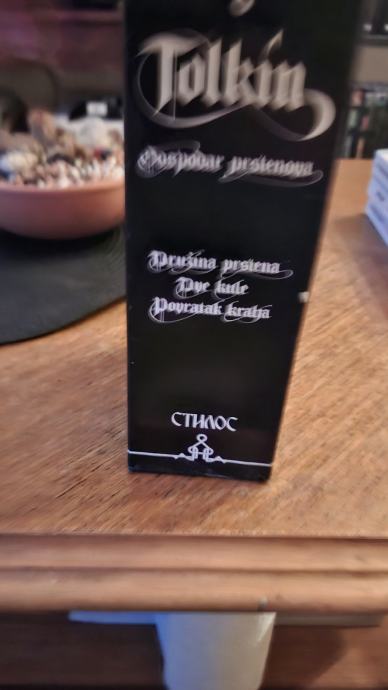 Tolkin
Gospodar prstenova
Družina prstena
Dve kule
Povratak kralja
СТИЛОС